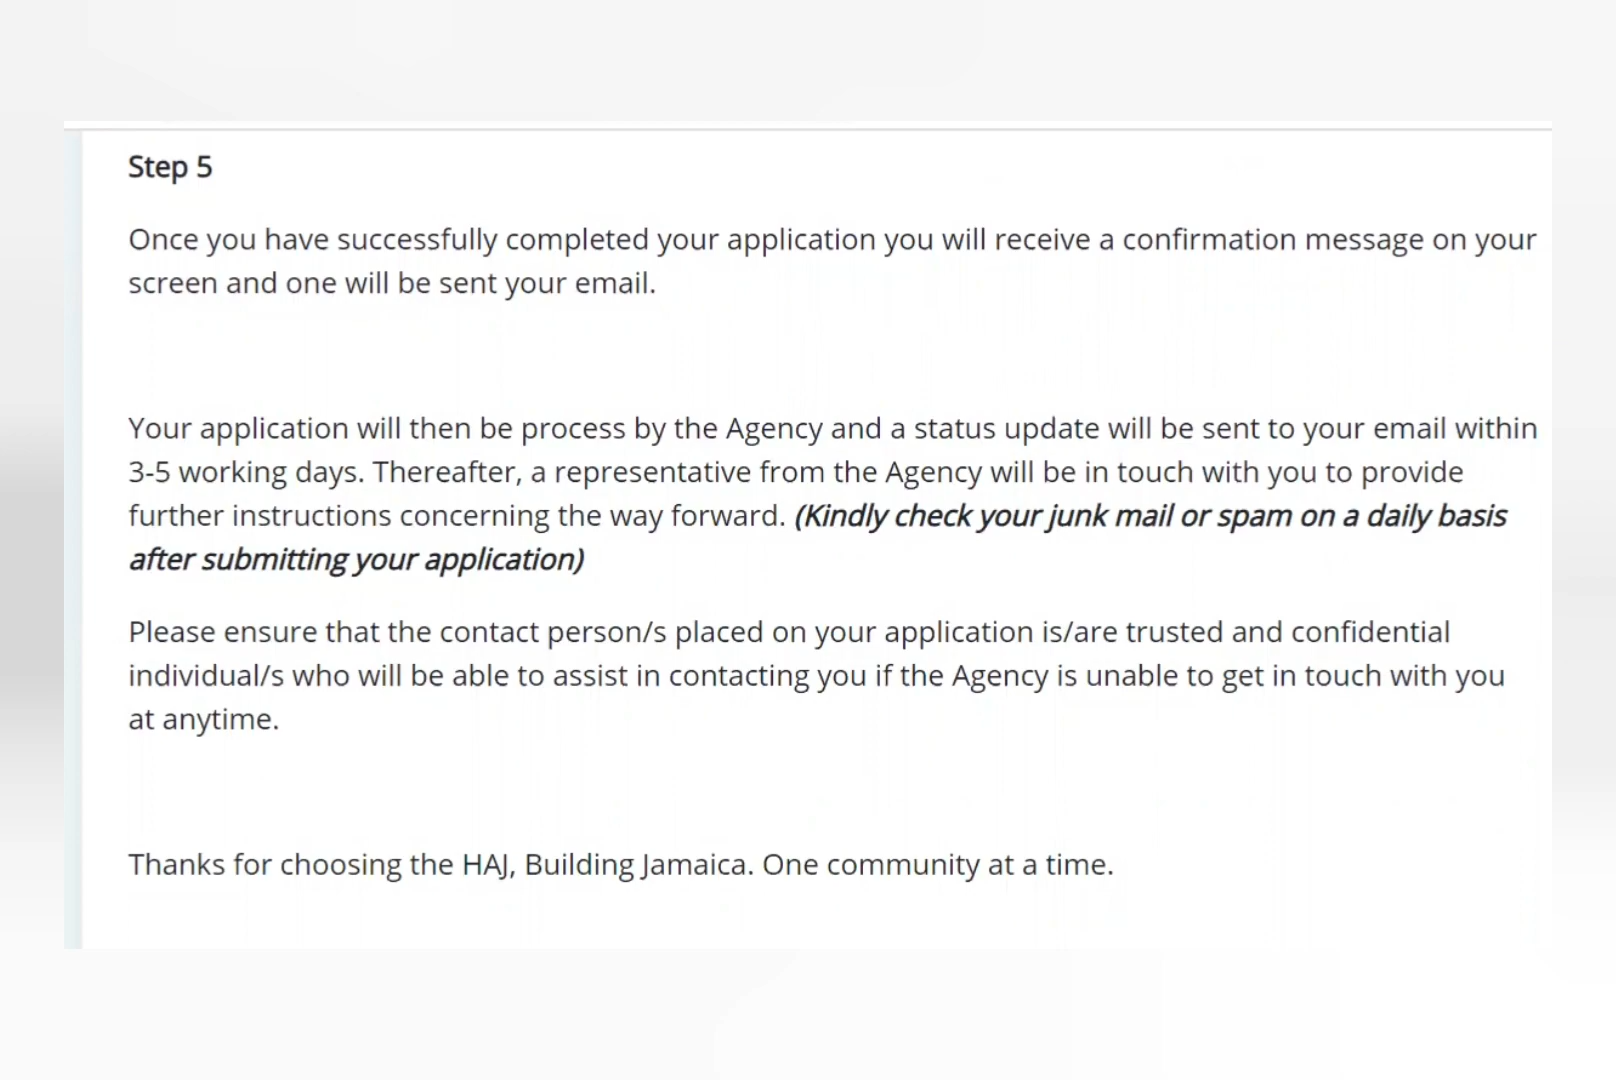 Step 5
Once you have successfully completed your application you will receive a confirmation message on your
screen and one will be sent your email.
Your application will then be process by the Agency and a status update will be sent to your email within
3-5 working days. Thereafter, a representative from the Agency will be in touch with you to provide
further instructions concerning the way forward. (Kindly check your junk mail or spam on a daily basis
after submitting your application)
Please ensure that the contact person/s placed on your application is/are trusted and confidential
individual/s who will be able to assist in contacting you if the Agency is unable to get in touch with you
at anytime.
Thanks for choosing the HAJ, Building Jamaica. One community at a time.